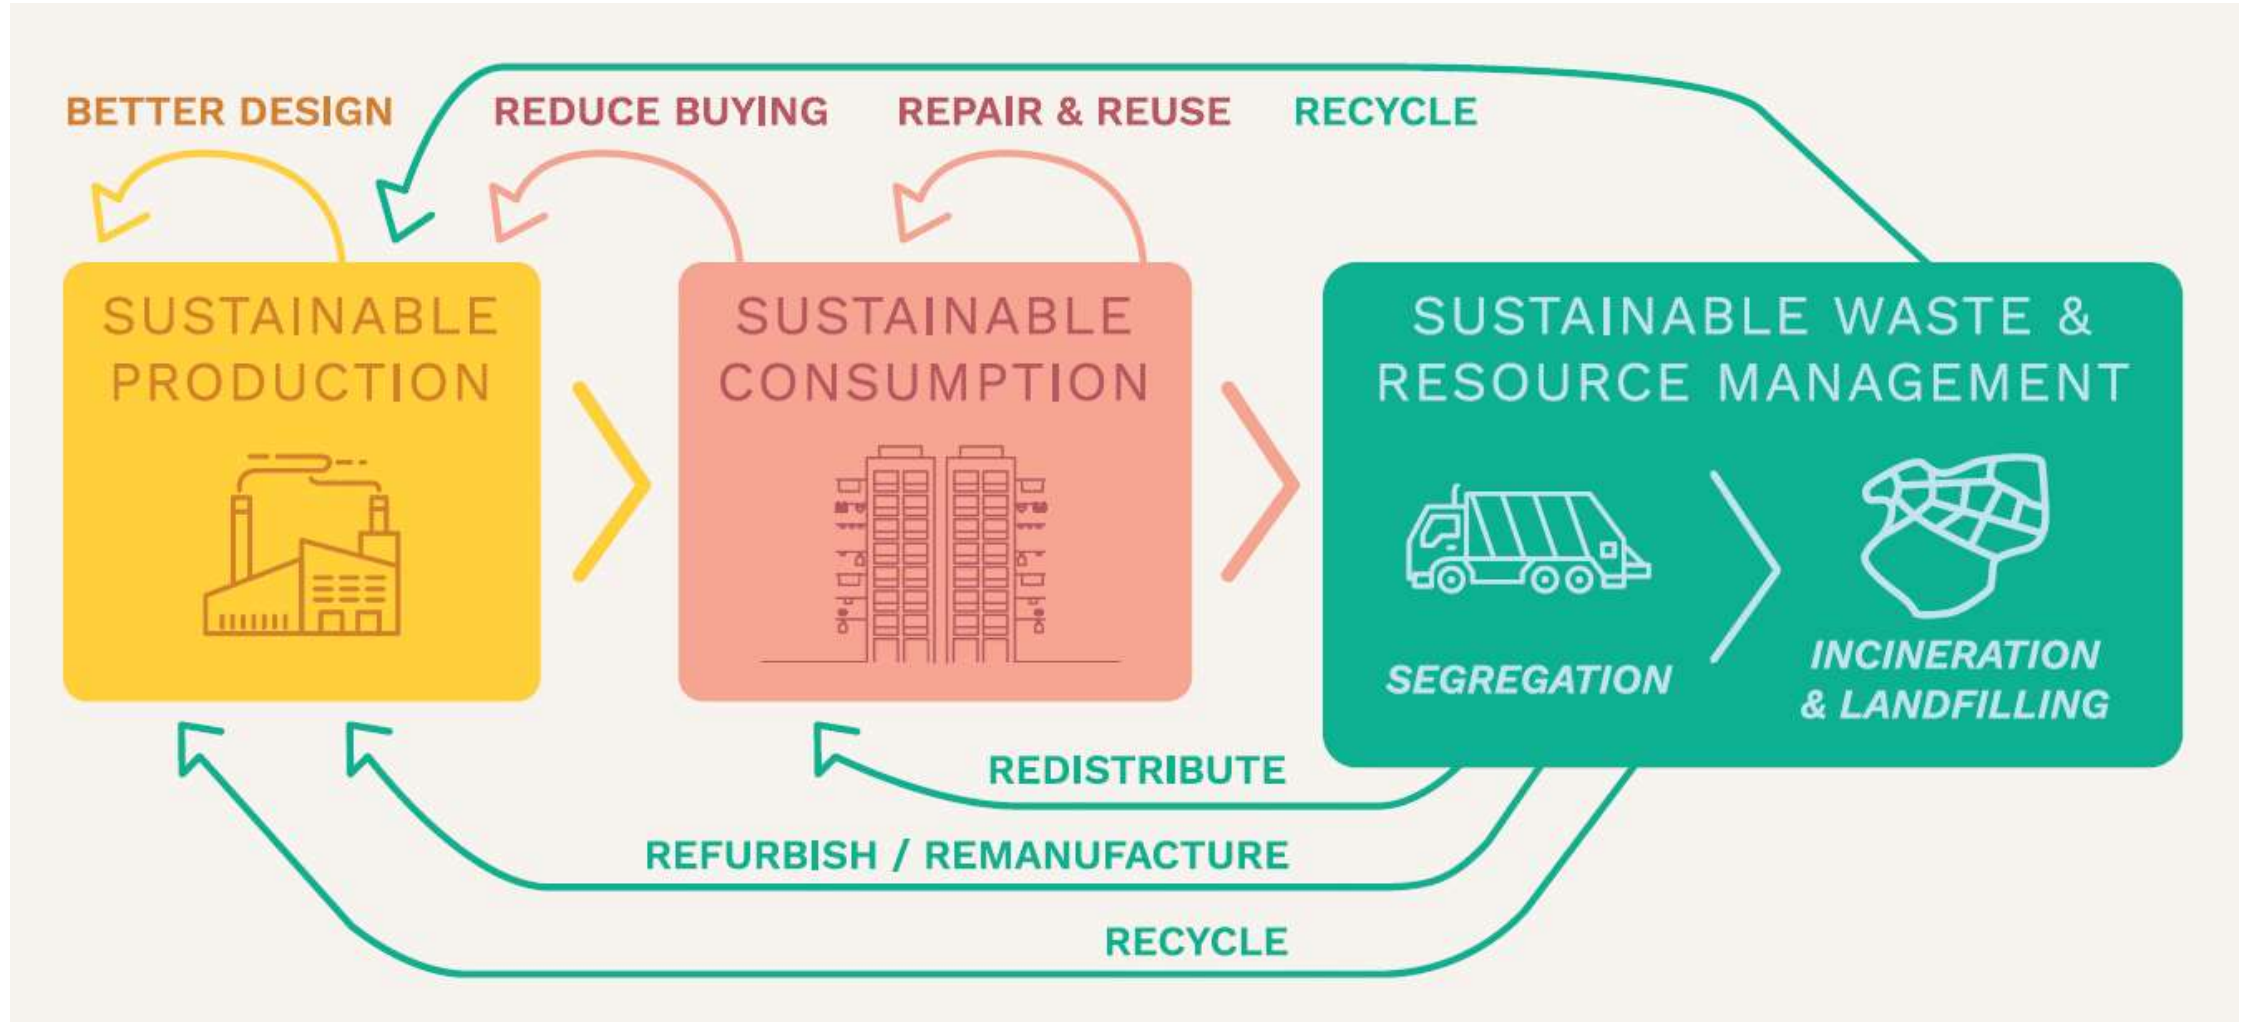 BETTER DESIGN
REDUCE BUYING
REPAIR & REUSE
RECYCLE
SUSTAINABLE
PRODUCTION
SUSTAINABLE
CONSUMPTION
SUSTAINABLE WASTE &
RESOURCE MANAGEMENT
SEGREGATION
INCINERATION
& LANDFILLING
REDISTRIBUTE
REFURBISH / REMANUFACTURE
RECYCLE